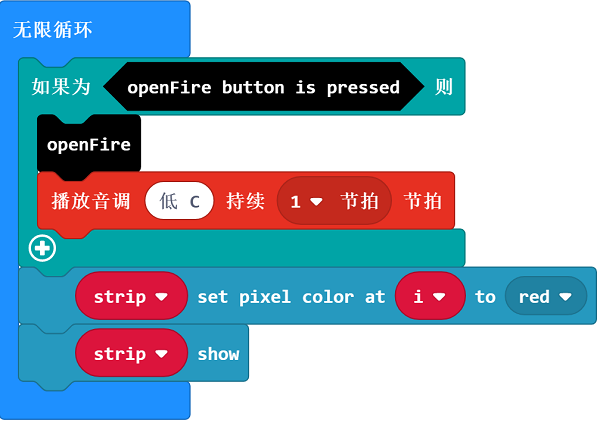 无限循环
如果为 openFire button is pressed 则
openFire
播放音调 低 C 持续 1 节拍 节拍
strip set pixel color at i to red
strip show